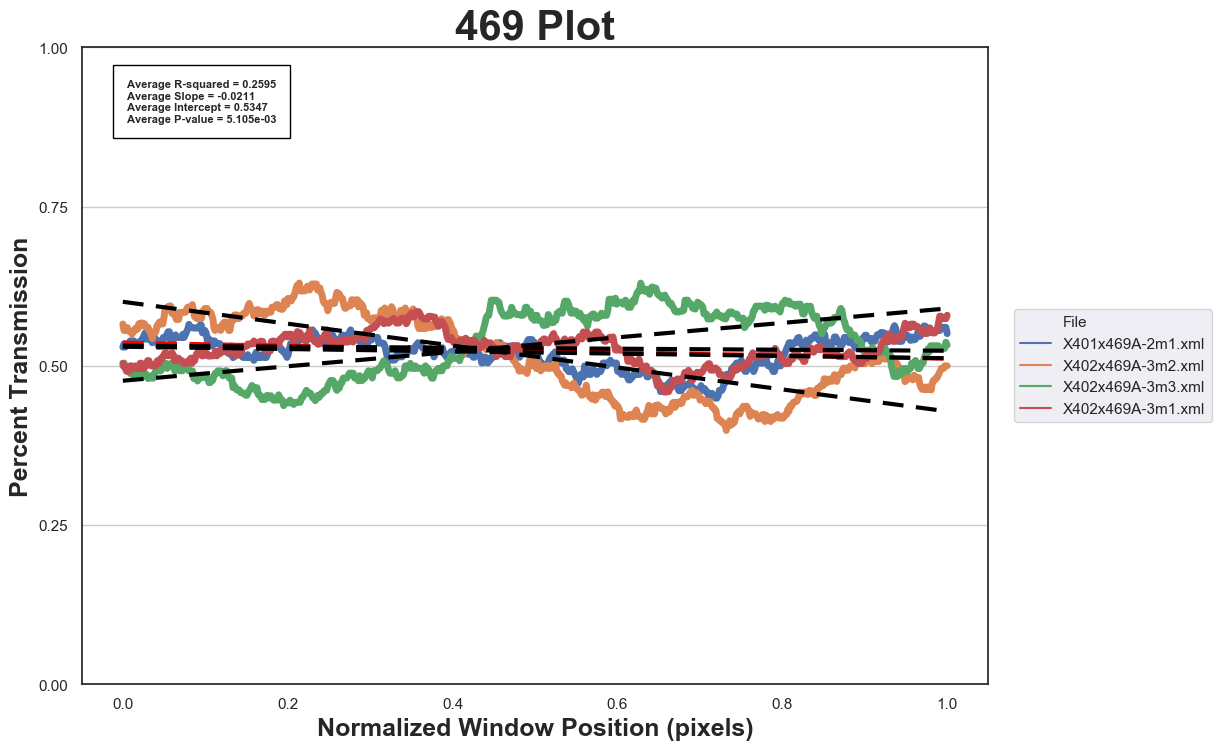 469 Plot
Average R-squared = 0.2595
Average Slope = -0.0211
Average Intercept = 0.5347
Average P-value = 5.105e-03
Percent Transmission
1.00
0.75
0.50
0.25
0.00
0.0 0.2 0.4 0.6 0.8 1.0
Normalized Window Position (pixels)
File
X401x469A-2m1.xml
X402x469A-3m2.xml
X402x469A-3m3.xml
X402x469A-3m1.xml